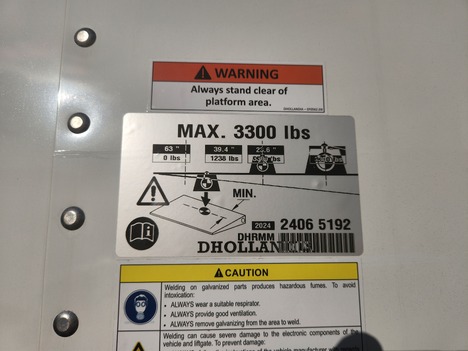 WARNING
Always stand clear of
platform area.
MAX. 3300 lbs
63 " 39.4 "
0 lbs 1238 lbs
MIN.
2024 2406 5192
DHRMM
DHOLLAN
CAUTION
Welding on galvanized parts produces hazardous fumes. To avoid
intoxication:
• ALWAYS wear a suitable respirator.
• ALWAYS provide good ventilation.
• ALWAYS remove galvanizing from the area to weld.
Welding can cause severe damage to the electronic components of the
vehicle and liftgate. To prevent damage: